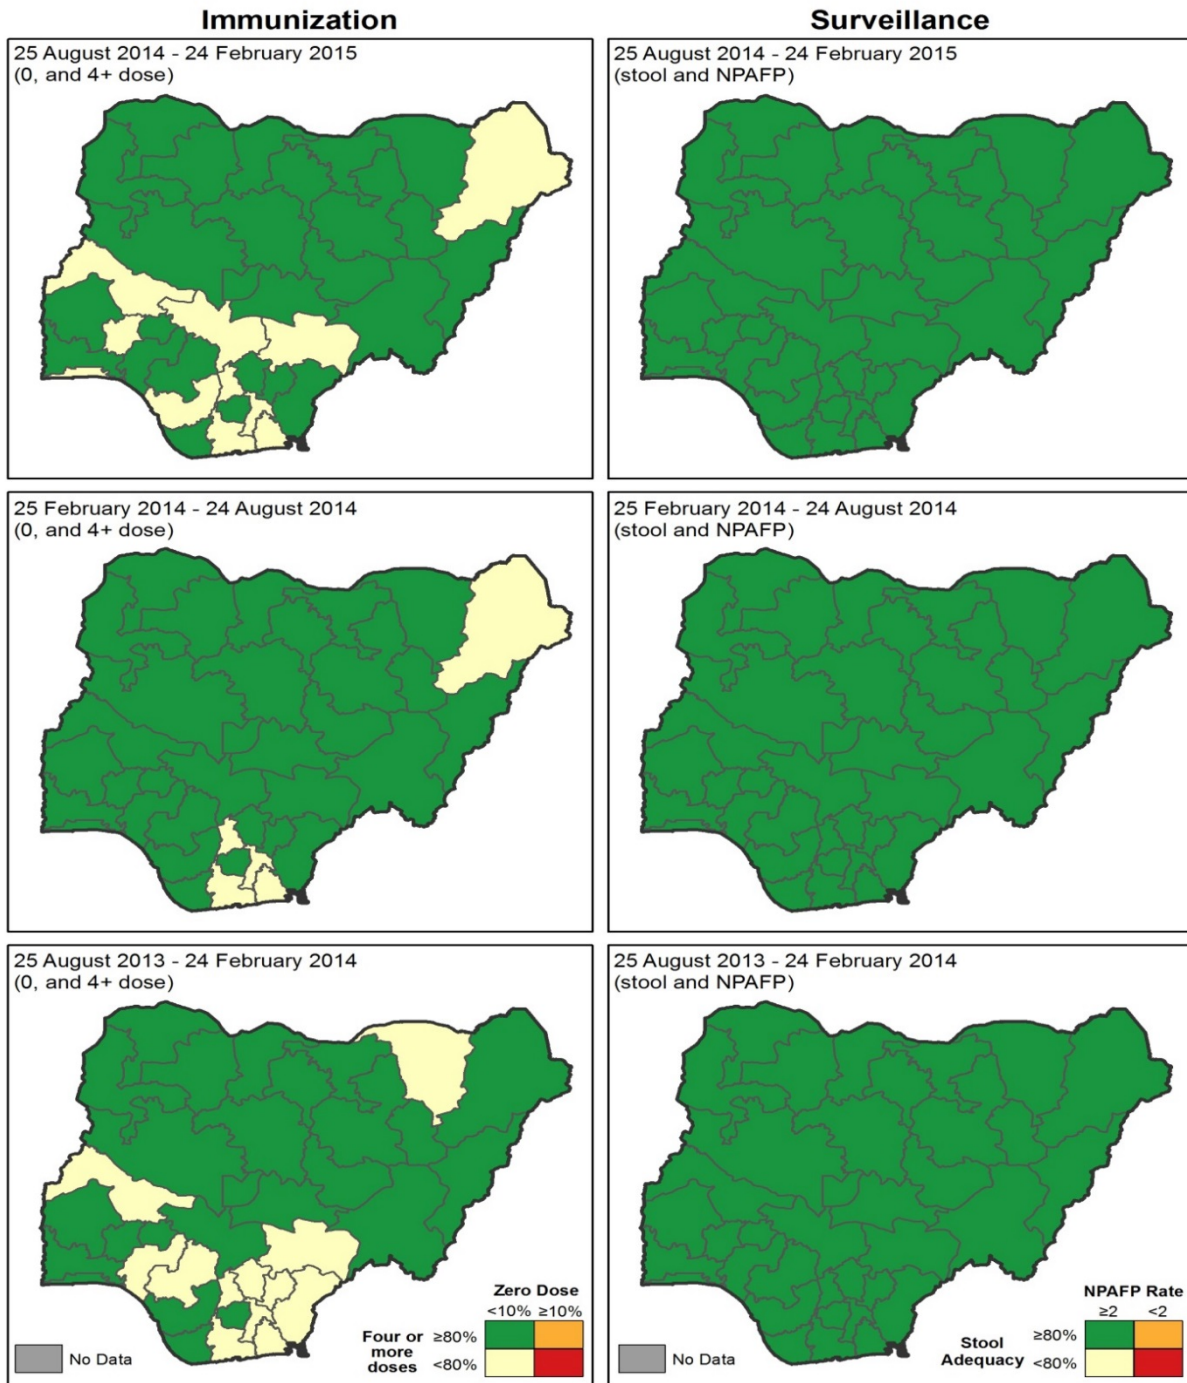 Immunization
Surveillance
25 August 2014 - 24 February 2015
(0, and 4+ dose)
25 August 2014 - 24 February 2015
(stool and NPAFP)
25 February 2014 - 24 August 2014
(0, and 4+ dose)
25 February 2014 - 24 August 2014
(stool and NPAFP)
25 August 2013 - 24 February 2014
(0, and 4+ dose)
Zero Dose
<10% ≥10%
Four or more doses
≥80%
<80%
No Data
25 August 2013 - 24 February 2014
(stool and NPAFP)
NPAFP Rate
≥2 <2
Stool Adequacy
≥80%
<80%
No Data